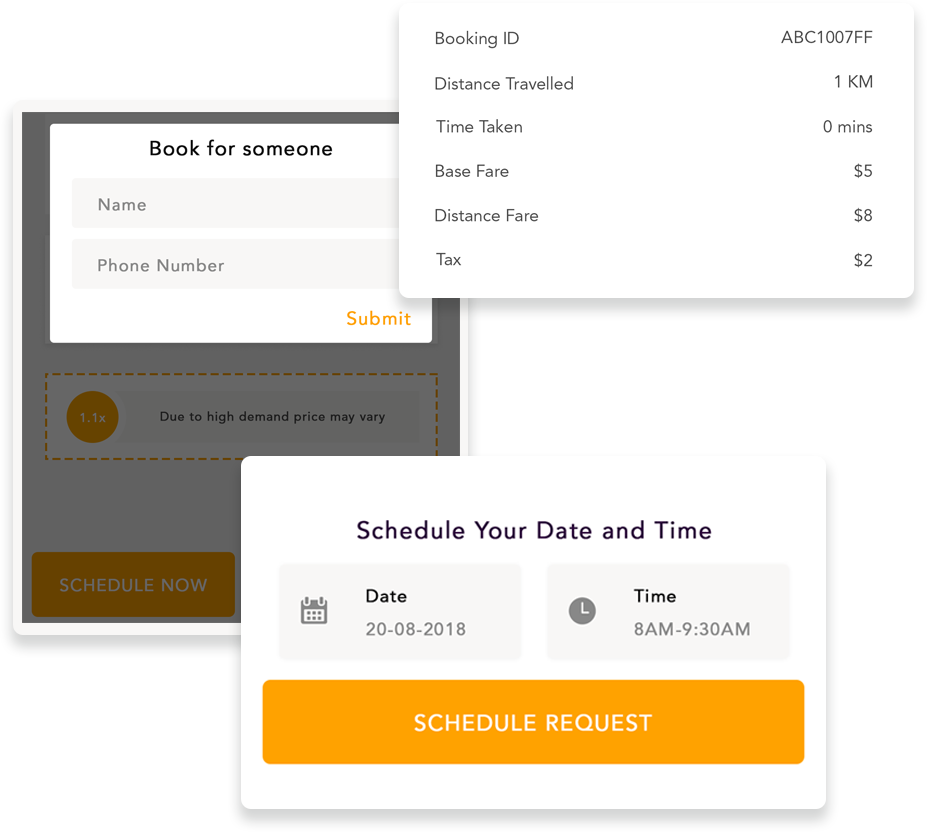 Booking ID ABC1007FF
Distance Travelled 1 KM
Time Taken 0 mins
Base Fare $5
Distance Fare $8
Tax $2
Book for someone
Name
Phone Number
Submit
1.1x Due to high demand price may vary
SCHEDULE NOW
Schedule Your Date and Time
Date
20-08-2018
Time
8AM-9:30AM
SCHEDULE REQUEST